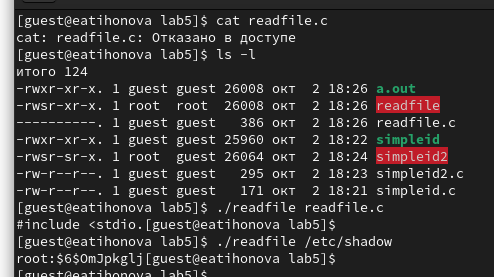 [guest@eatihonova lab5]$ cat readfile.c
cat: readfile.c: Отказано в доступе
[guest@eatihonova lab5]$ ls -l
итого 124
-rwxr-xr-x. 1 guest guest 26008 окт  2 18:26 a.out
-rwsr-xr-x. 1 root  root  26008 окт  2 18:26 readfile
----------. 1 guest guest   386 окт  2 18:26 readfile.c
-rwxr-xr-x. 1 guest guest 25960 окт  2 18:22 simpleid
-rwsr-sr-x. 1 root  guest 26064 окт  2 18:24 simpleid2
-rw-r--r--. 1 guest guest   295 окт  2 18:23 simpleid2.c
-rw-r--r--. 1 guest guest   171 окт  2 18:21 simpleid.c
[guest@eatihonova lab5]$ ./readfile readfile.c
#include <stdio.[guest@eatihonova lab5]$
[guest@eatihonova lab5]$ ./readfile /etc/shadow
root:$6$OmJpkglj[guest@eatihonova lab5]$
[guest@eatihonova lab5]$